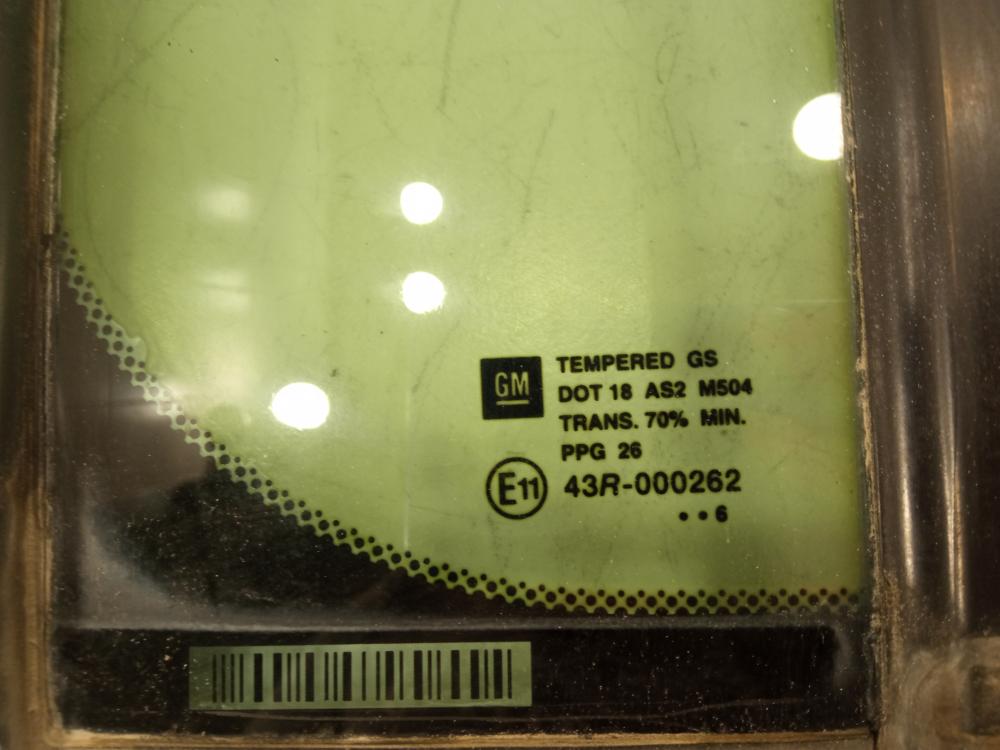 GM
TEMPERED GS
DOT 18 AS2 M504
TRANS. 70% MIN.
PPG 26
E11 43R-000262
• • 6